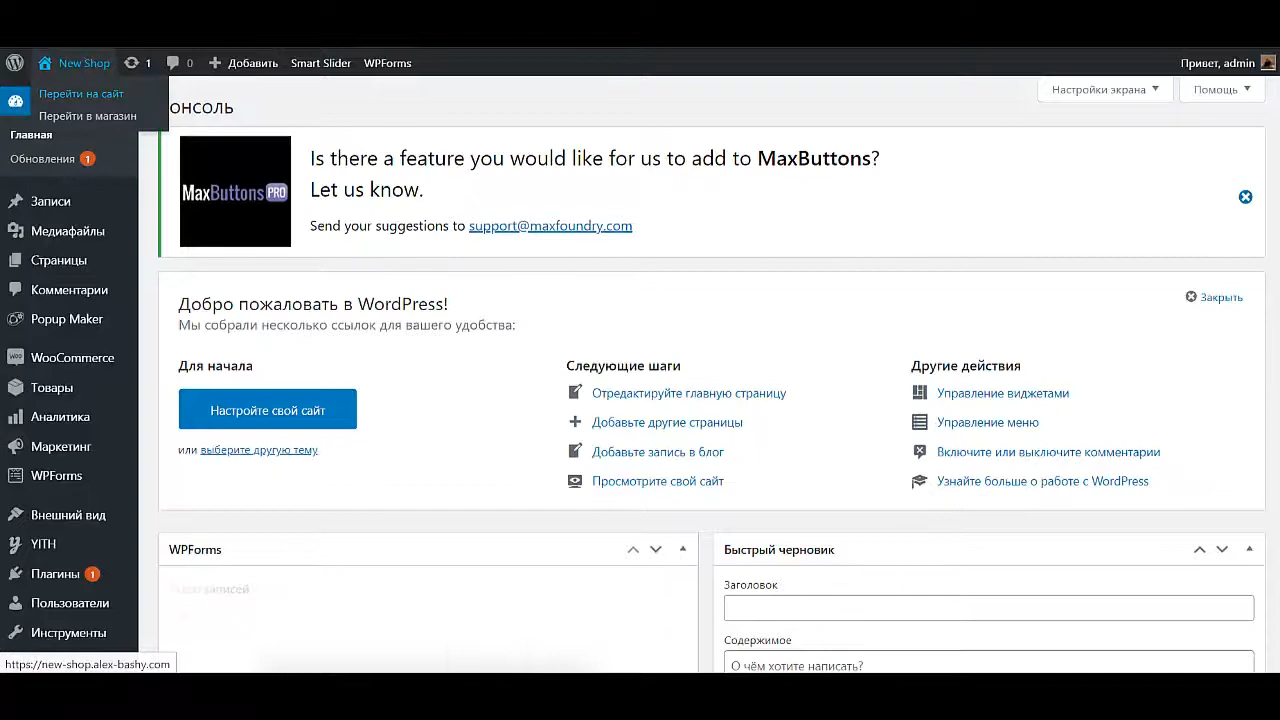 New Shop 1 0 Добавить Smart Slider WPForms Привет, admin
Перейти на сайт
Перейти в магазин
Настройки экрана
Помощь
онсоль
Главная
Обновления 1
Записи
Медиафайлы
Страницы
Комментарии
Popup Maker
WooCommerce
Товары
Аналитика
Маркетинг
WPForms
Внешний вид
YITH
Плагины 1
Пользователи
Инструменты
https://new-shop.alex-bashy.com
MaxButtons PRO
Is there a feature you would like for us to add to MaxButtons?
Let us know.
Send your suggestions to support@maxfoundry.com
Добро пожаловать в WordPress!
Закрыть
Мы собрали несколько ссылок для вашего удобства:
Для начала
Настройте свой сайт
или выберите другую тему
Следующие шаги
Отредактируйте главную страницу
Добавьте другие страницы
Добавьте запись в блог
Просмотрите свой сайт
Другие действия
Управление виджетами
Управление меню
Включите или выключите комментарии
Узнайте больше о работе с WordPress
WPForms
записей
Быстрый черновик
Заголовок
Содержимое
О чём хотите написать?